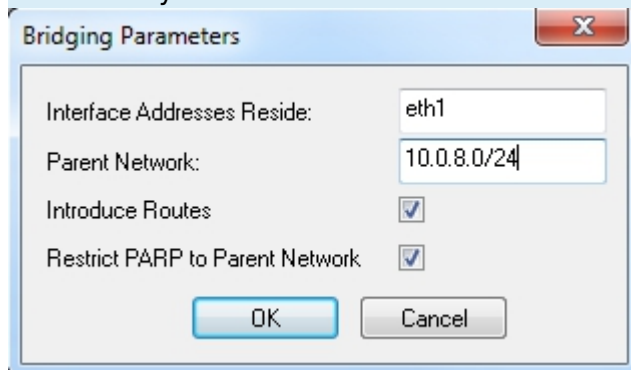 Bridging Parameters
Interface Addresses Reside: eth1
Parent Network: 10.0.8.0/24
Introduce Routes
Restrict PARP to Parent Network
OK Cancel